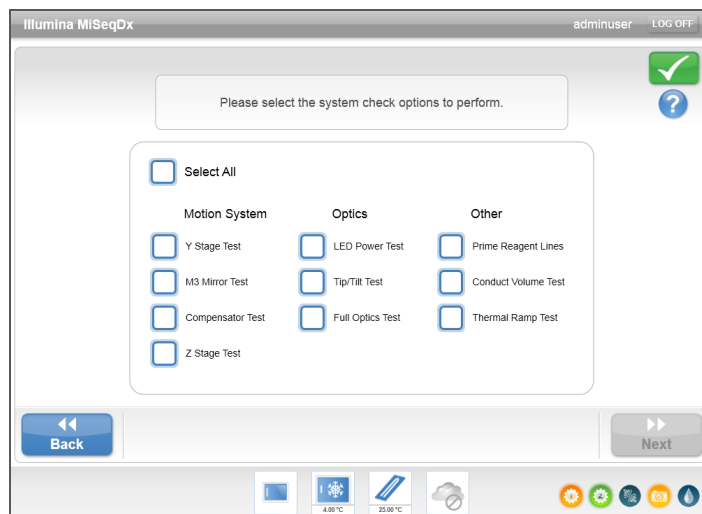 Illumina MiSeqDx
adminuser LOG OFF
Please select the system check options to perform.
Select All
Motion System Optics Other
Y Stage Test LED Power Test Prime Reagent Lines
M3 Mirror Test Tip/Tilt Test Conduct Volume Test
Compensator Test Full Optics Test Thermal Ramp Test
Z Stage Test
Back Next
4.00 °C 25.00 °C